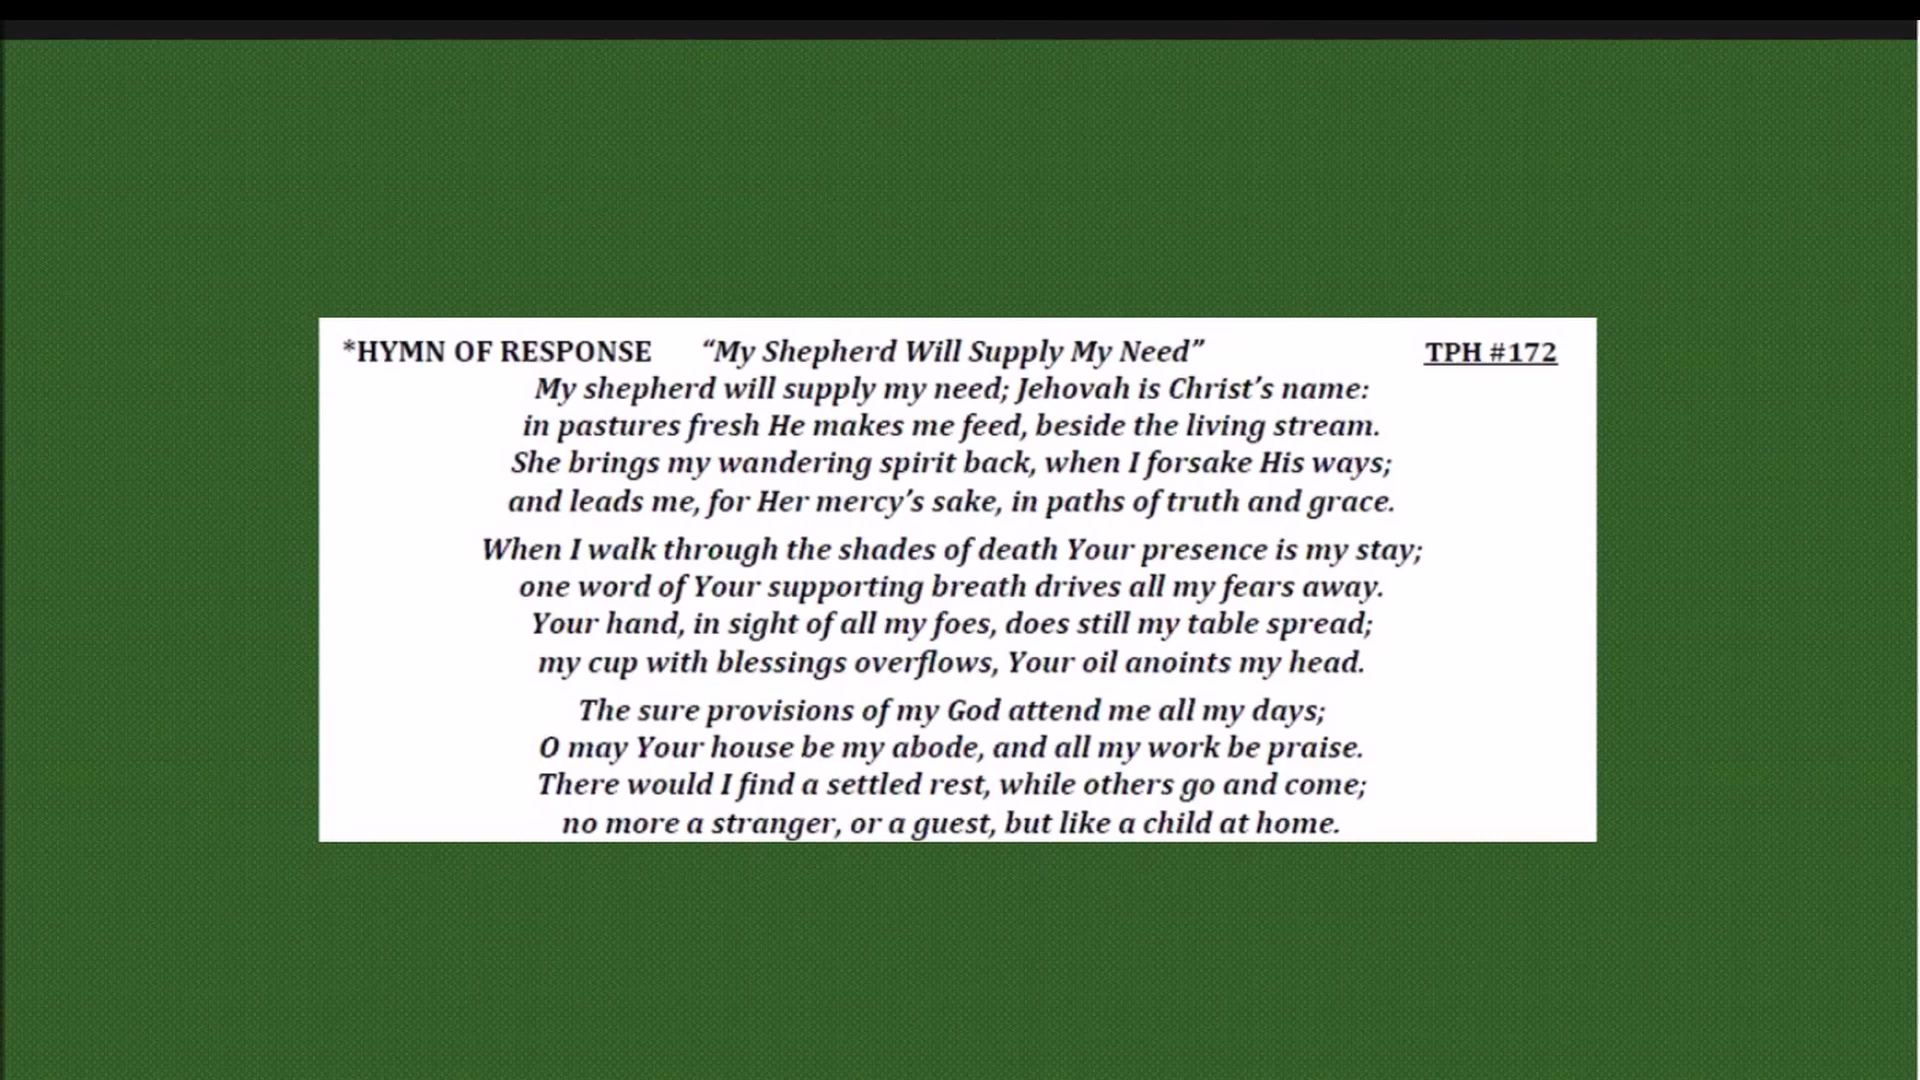 *HYMN OF RESPONSE “My Shepherd Will Supply My Need” TPH #172
My shepherd will supply my need; Jehovah is Christ’s name:
in pastures fresh He makes me feed, beside the living stream.
She brings my wandering spirit back, when I forsake His ways;
and leads me, for Her mercy’s sake, in paths of truth and grace.
When I walk through the shades of death Your presence is my stay;
one word of Your supporting breath drives all my fears away.
Your hand, in sight of all my foes, does still my table spread;
my cup with blessings overflows, Your oil anoints my head.
The sure provisions of my God attend me all my days;
O may Your house be my abode, and all my work be praise.
There would I find a settled rest, while others go and come;
no more a stranger, or a guest, but like a child at home.